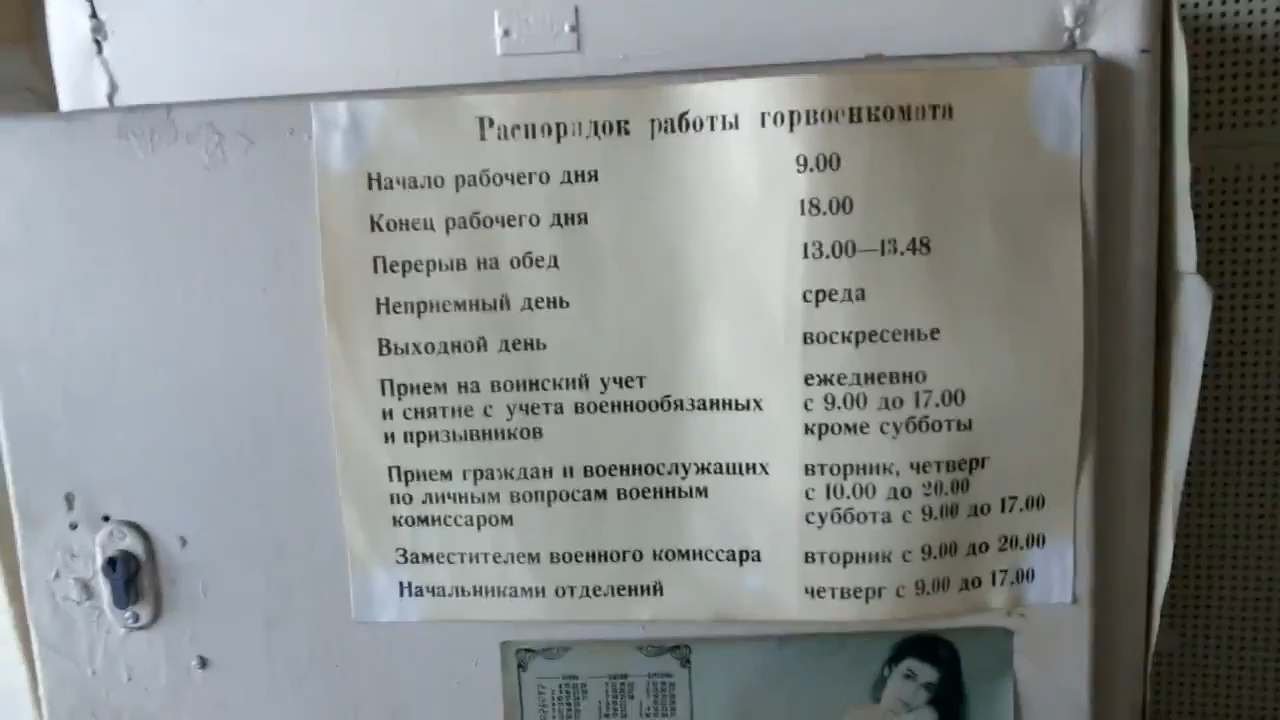 Распорядок работы горвоенкомата
Начало рабочего дня 9.00
Конец рабочего дня 18.00
Перерыв на обед 13.00—13.48
Неприемный день среда
Выходной день воскресенье
Прием на воинский учет ежедневно
и снятие с учета военнообязанных с 9.00 до 17.00
и призывников кроме субботы
Прием граждан и военнослужащих вторник, четверг
по личным вопросам военным с 10.00 до 20.00
комиссаром суббота с 9.00 до 17.00
Заместителем военного комиссара вторник с 9.00 до 20.00
Начальниками отделений четверг с 9.00 до 17.00